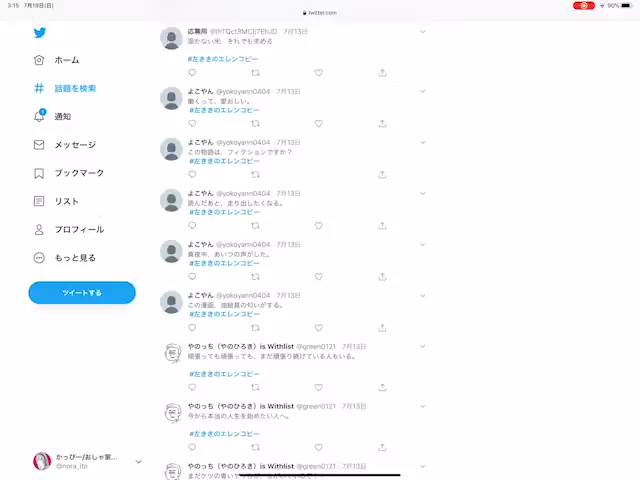 3:15 7月19日(日)
twitter.com
90%
ホーム
話題を検索
通知
メッセージ
ブックマーク
リスト
プロフィール
もっと見る
ツイートする
かっぴー/おしゃ家...
@nora_ito
応募用 7月13日
届かない光、それでも求める
#左ききのエレンコピー
よこやん @yokoyann0404 7月13日
働くって、愛おしい。
#左ききのエレンコピー
よこやん @yokoyann0404 7月13日
この物語は、フィクションですか？
#左ききのエレンコピー
よこやん @yokoyann0404 7月13日
読んだあと、走り出したくなる。
#左ききのエレンコピー
よこやん @yokoyann0404 7月13日
真夜中、あいつの声がした。
#左ききのエレンコピー
よこやん @yokoyann0404 7月13日
この漫画、油絵具の匂いがする。
#左ききのエレンコピー
やのっち（やのひろき）is Withlist @green0121 7月13日
頑張っても頑張っても、まだ頑張り続けている人もいる。
#左ききのエレンコピー
やのっち（やのひろき）is Withlist @green0121 7月13日
今から本当の人生を始めたい人へ。
#左ききのエレンコピー
やのっち（やのひろき）is Withlist @green0121 7月13日